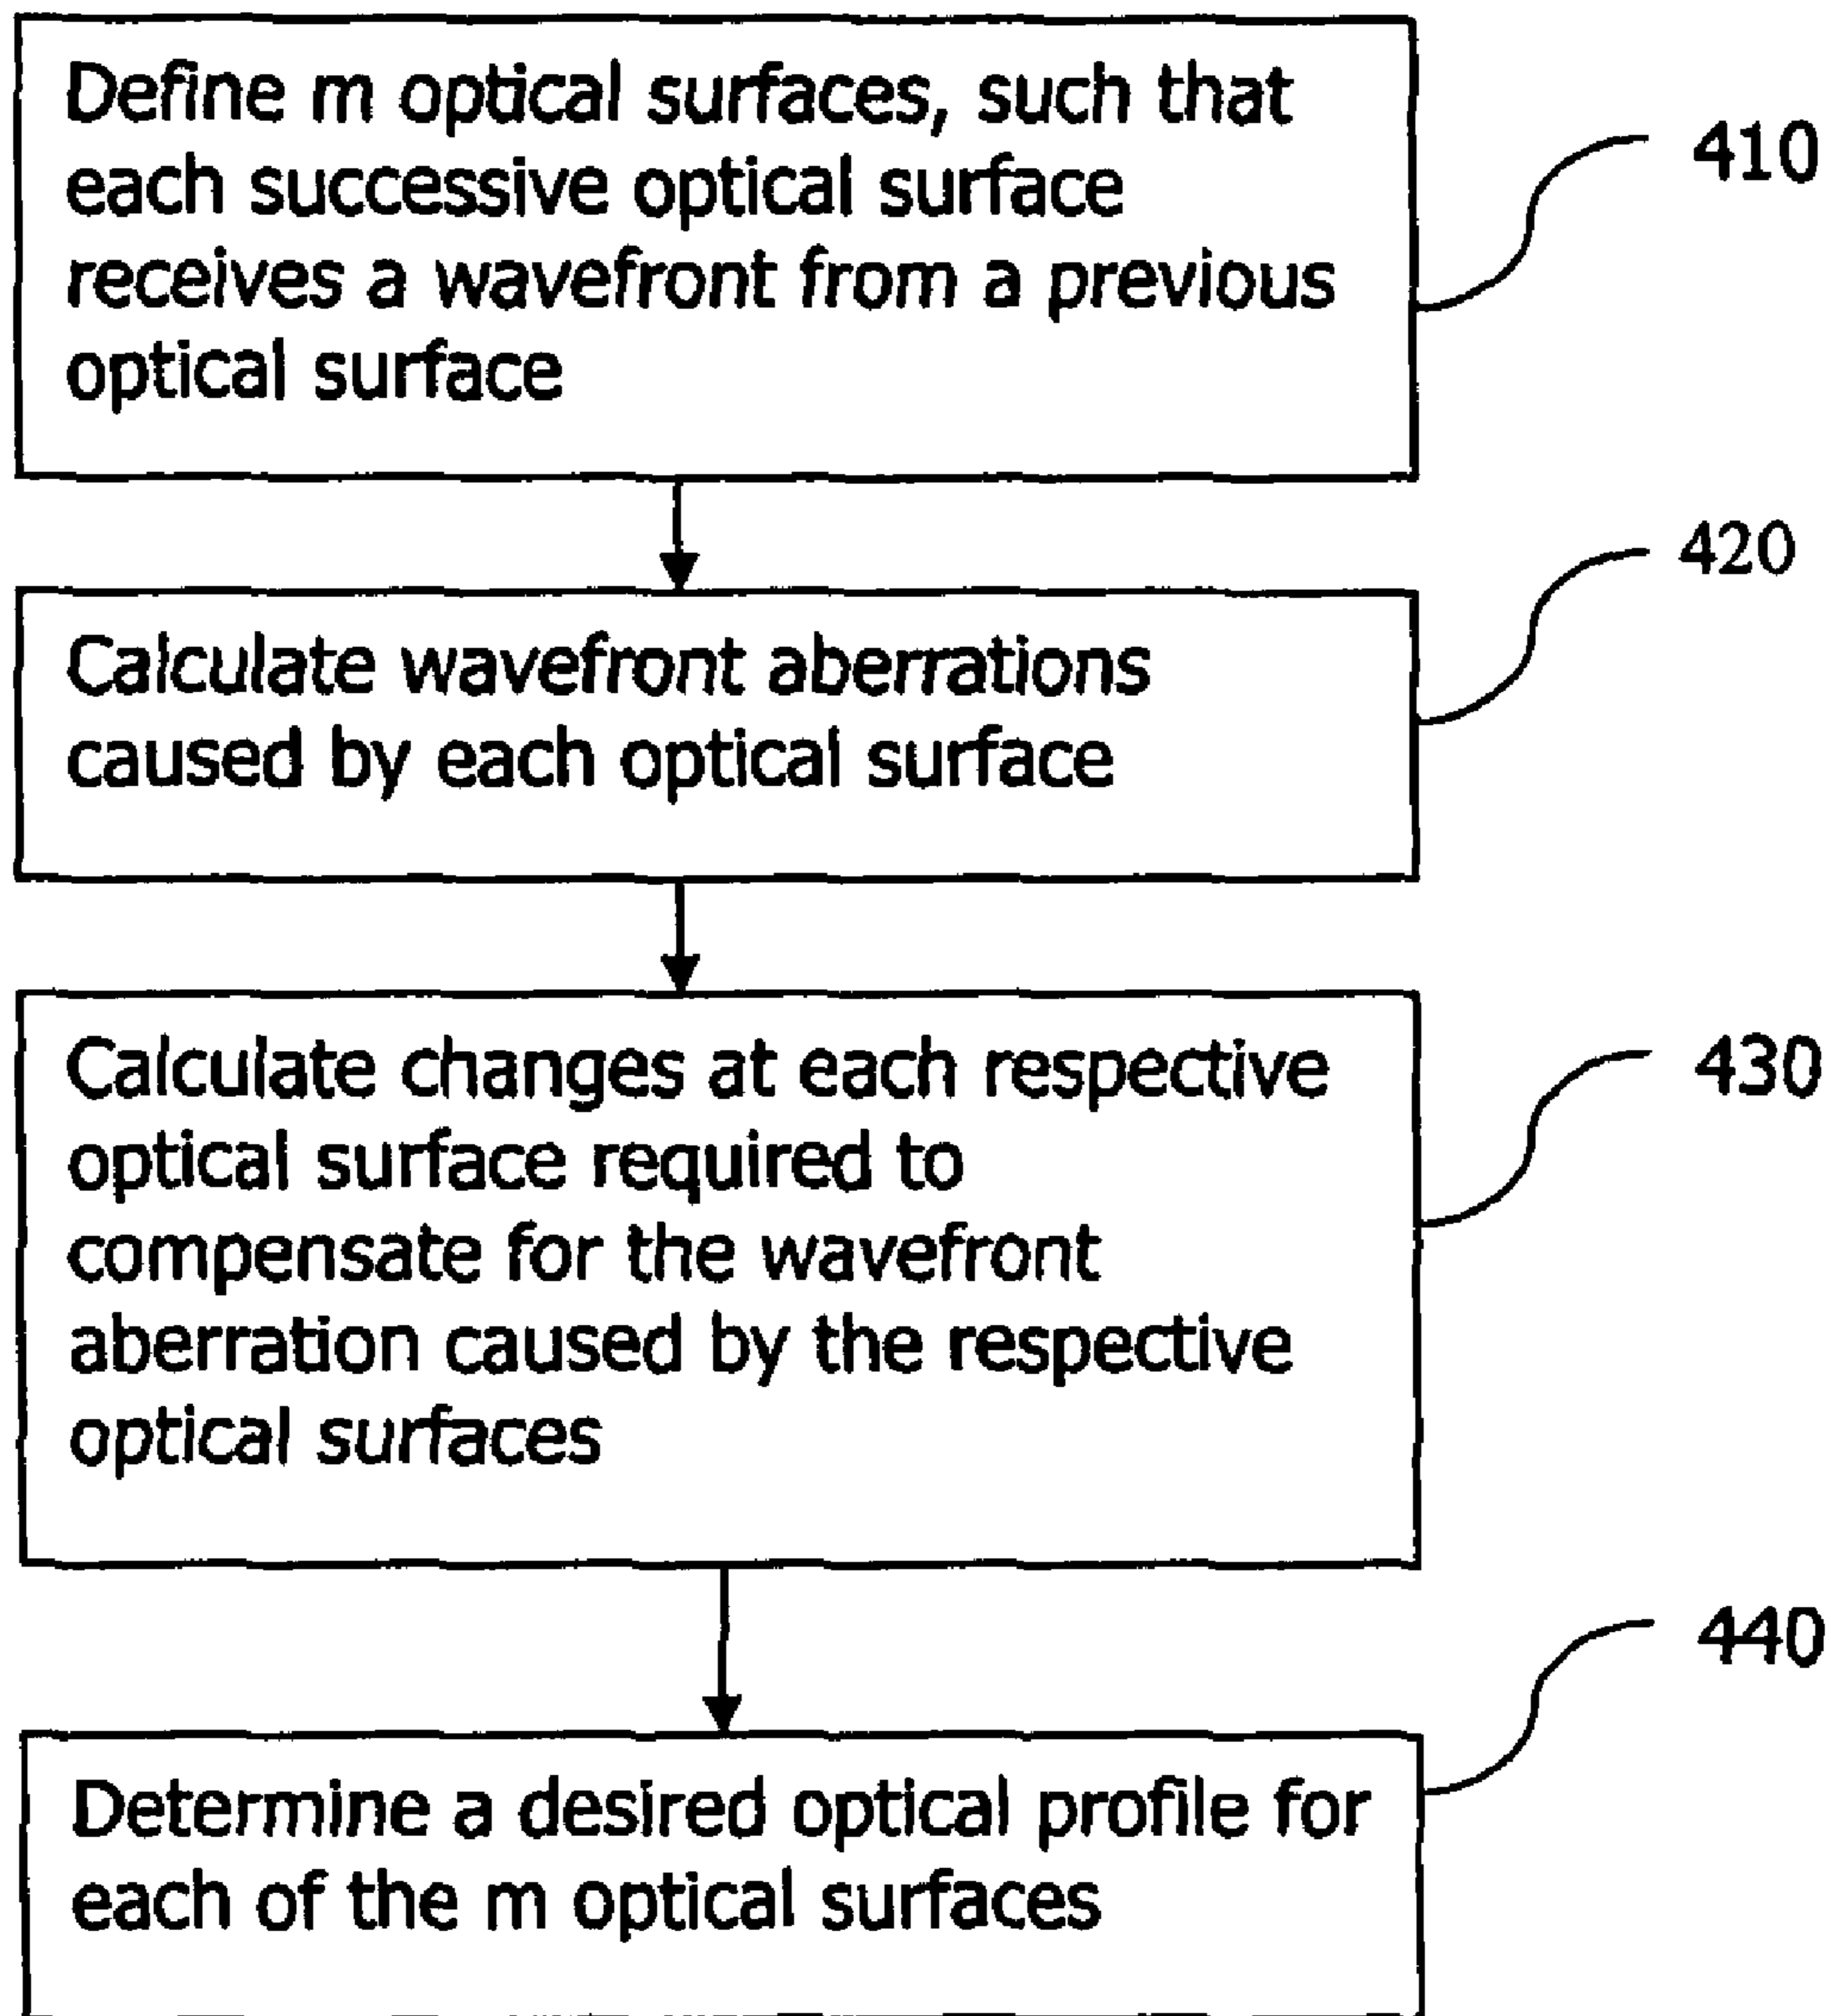 Define m optical surfaces, such that
each successive optical surface
receives a wavefront from a previous
optical surface
410
420
Calculate wavefront aberrations
caused by each optical surface
Calculate changes at each respective
optical surface required to
compensate for the wavefront
aberration caused by the respective
optical surfaces
430
440
Determine a desired optical profile for
each of the m optical surfaces